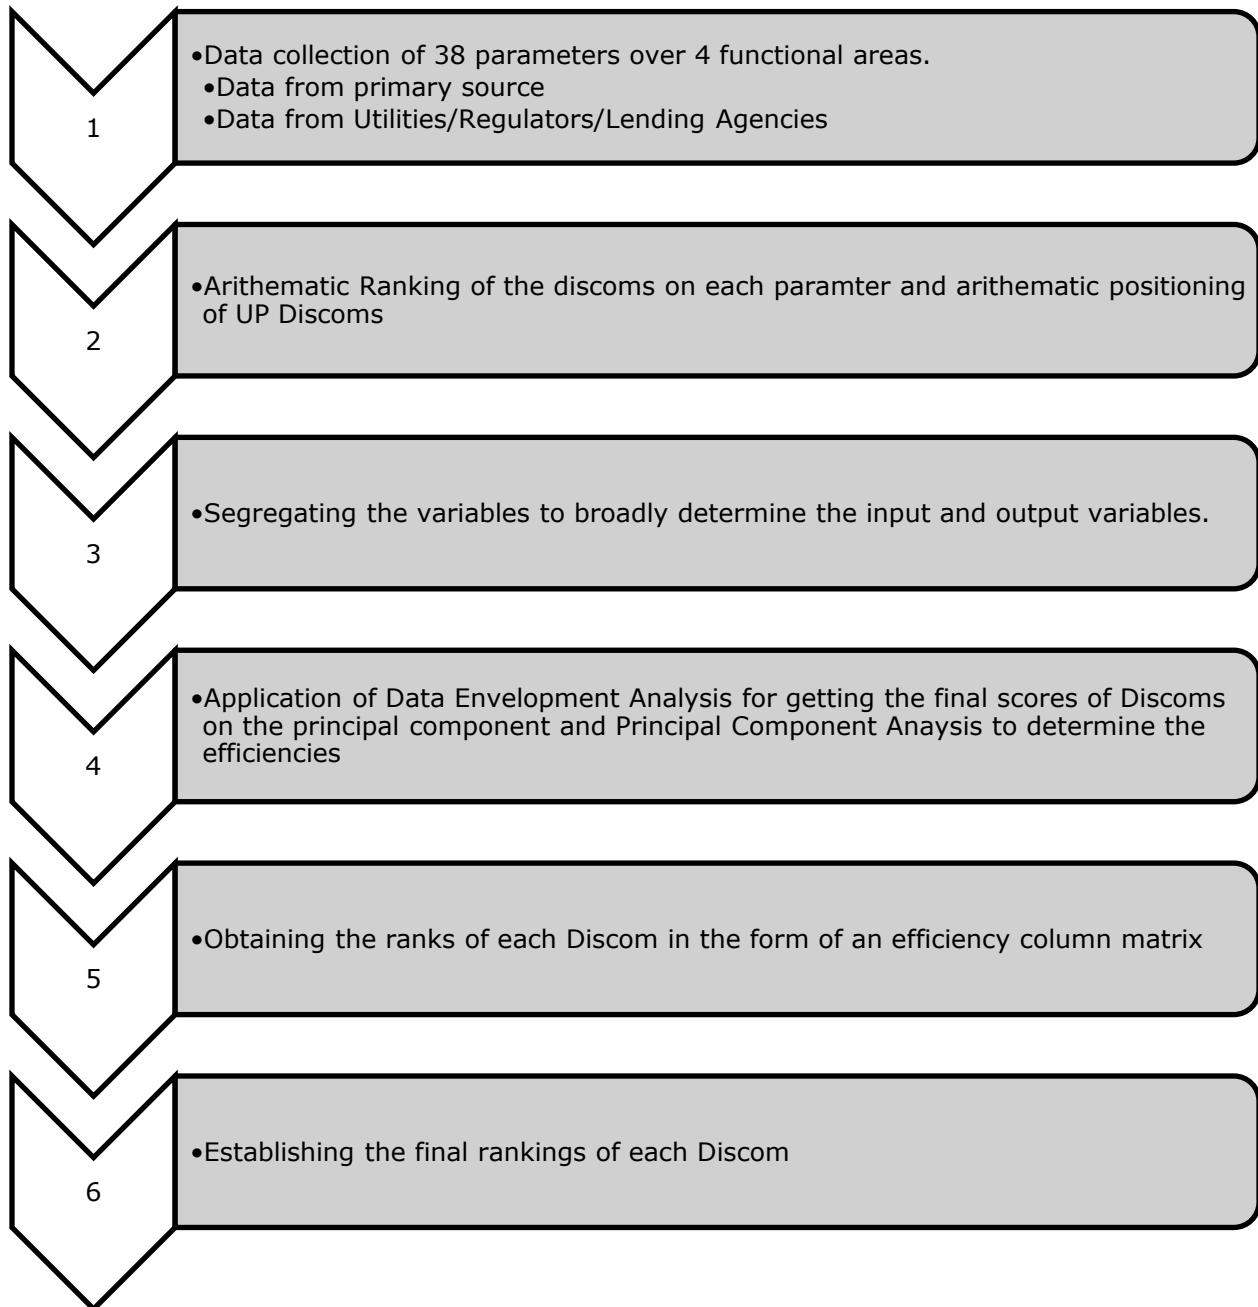 1
•Data collection of 38 parameters over 4 functional areas.
•Data from primary source
•Data from Utilities/Regulators/Lending Agencies
2
•Arithematic Ranking of the discoms on each paramter and arithematic positioning
of UP Discoms
3
•Segregating the variables to broadly determine the input and output variables.
4
•Application of Data Envelopment Analysis for getting the final scores of Discoms
on the principal component and Principal Component Anaysis to determine the
efficiencies
5
•Obtaining the ranks of each Discom in the form of an efficiency column matrix
6
•Establishing the final rankings of each Discom